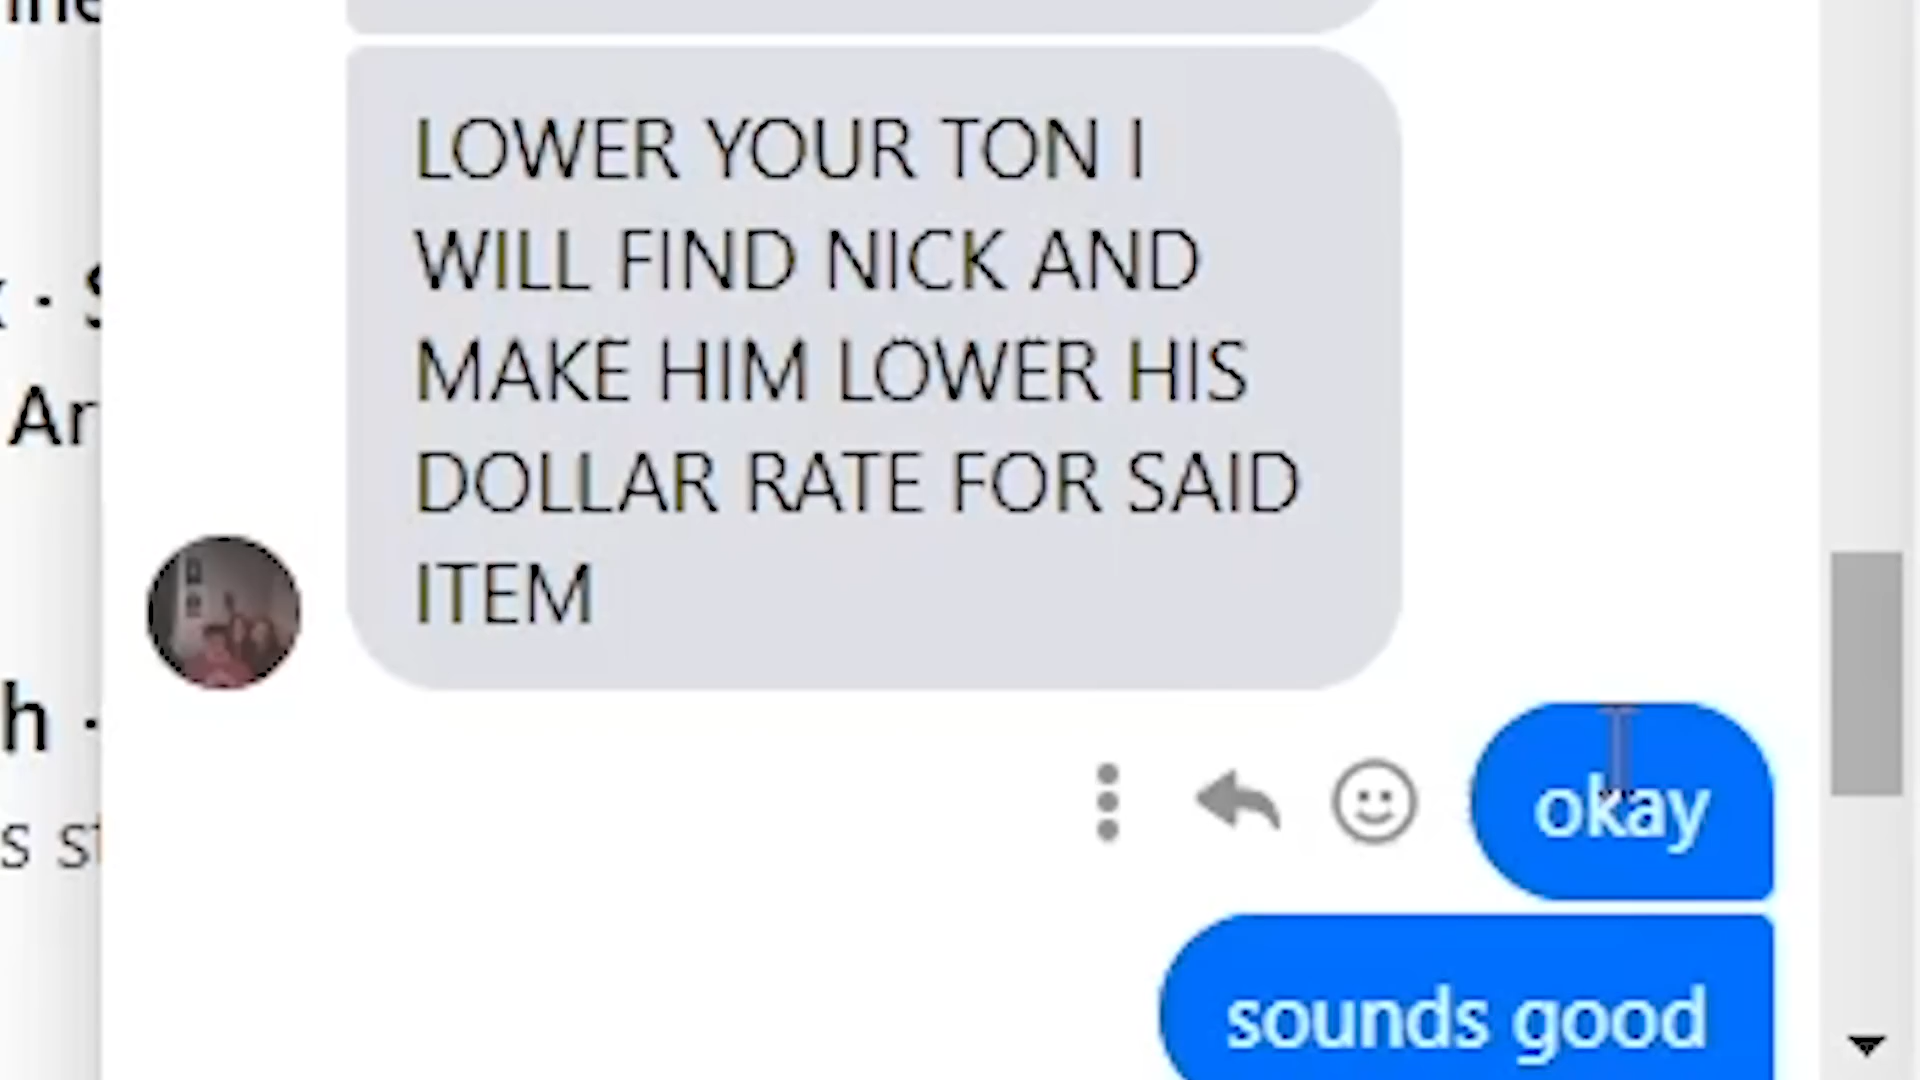 LOWER YOUR TON I
WILL FIND NICK AND
MAKE HIM LOWER HIS
DOLLAR RATE FOR SAID
ITEM
okay
sounds good